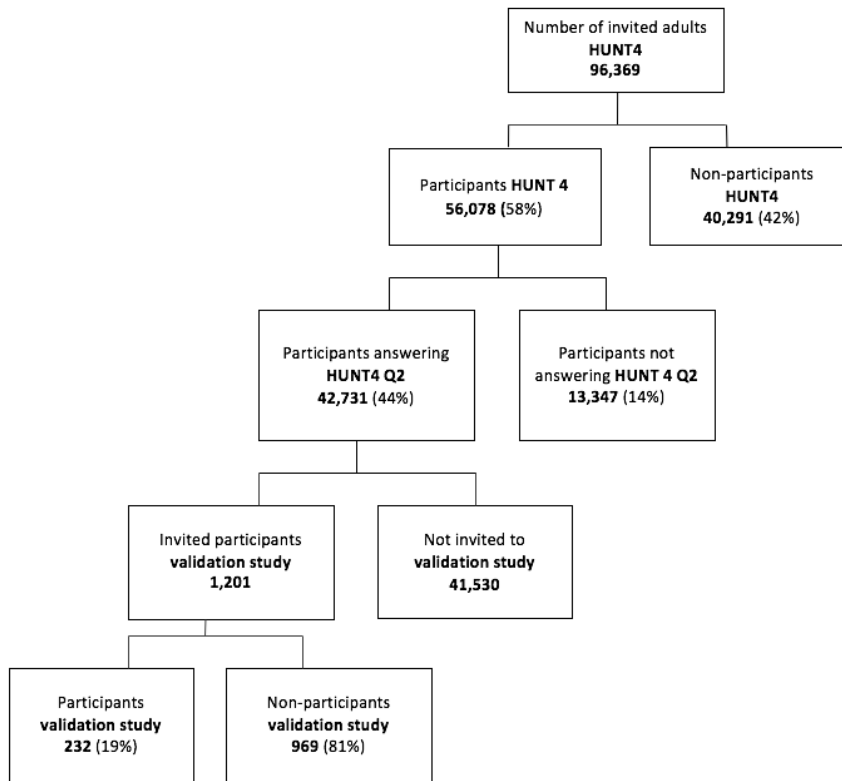 Number of invited adults
HUNT4
96,369
Participants HUNT 4
56,078 (58%)
Non-participants
HUNT4
40,291 (42%)
Participants answering
HUNT4 Q2
42,731 (44%)
Participants not
answering HUNT 4 Q2
13,347 (14%)
Invited participants
validation study
1,201
Not invited to
validation study
41,530
Participants
validation study
232 (19%)
Non-participants
validation study
969 (81%)